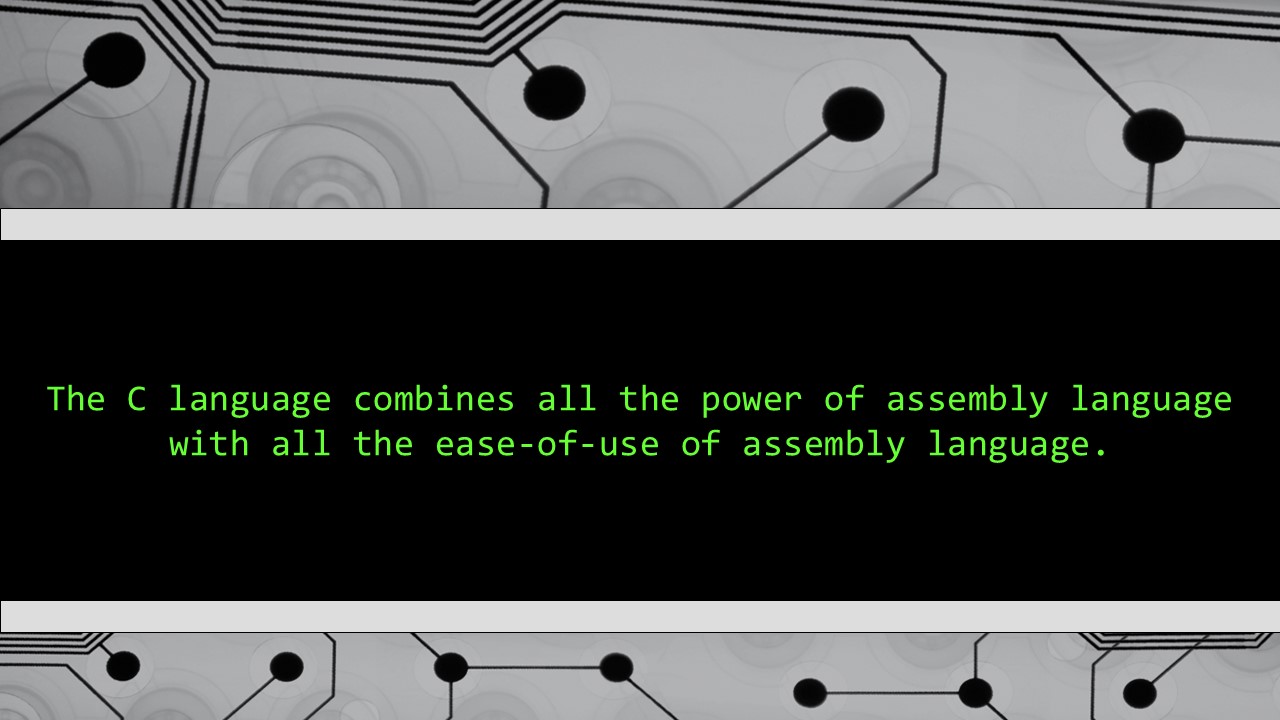 The C language combines all the power of assembly language
with all the ease-of-use of assembly language.